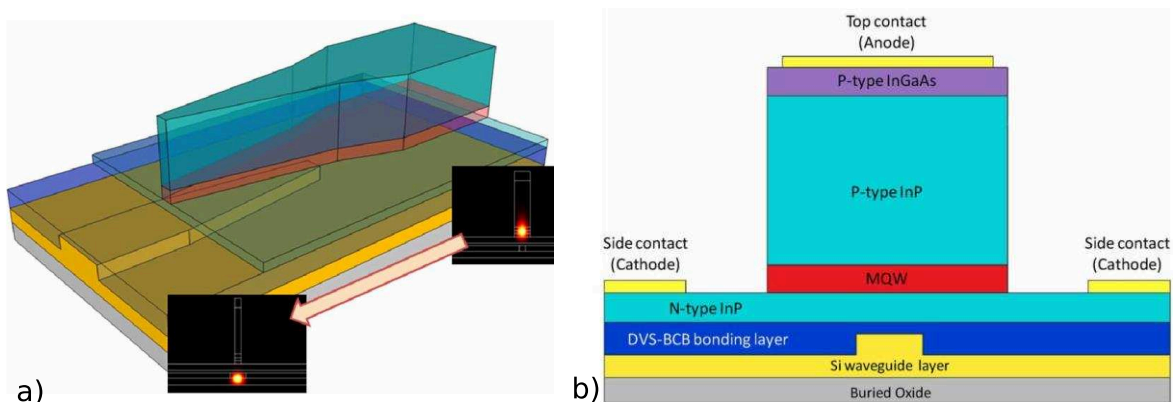 a)
Top contact
(Anode)
P-type InGaAs
P-type InP
Side contact
(Cathode)
Side contact
(Cathode)
MQW
N-type InP
DVS-BCB bonding layer
Si waveguide layer
b)
Buried Oxide